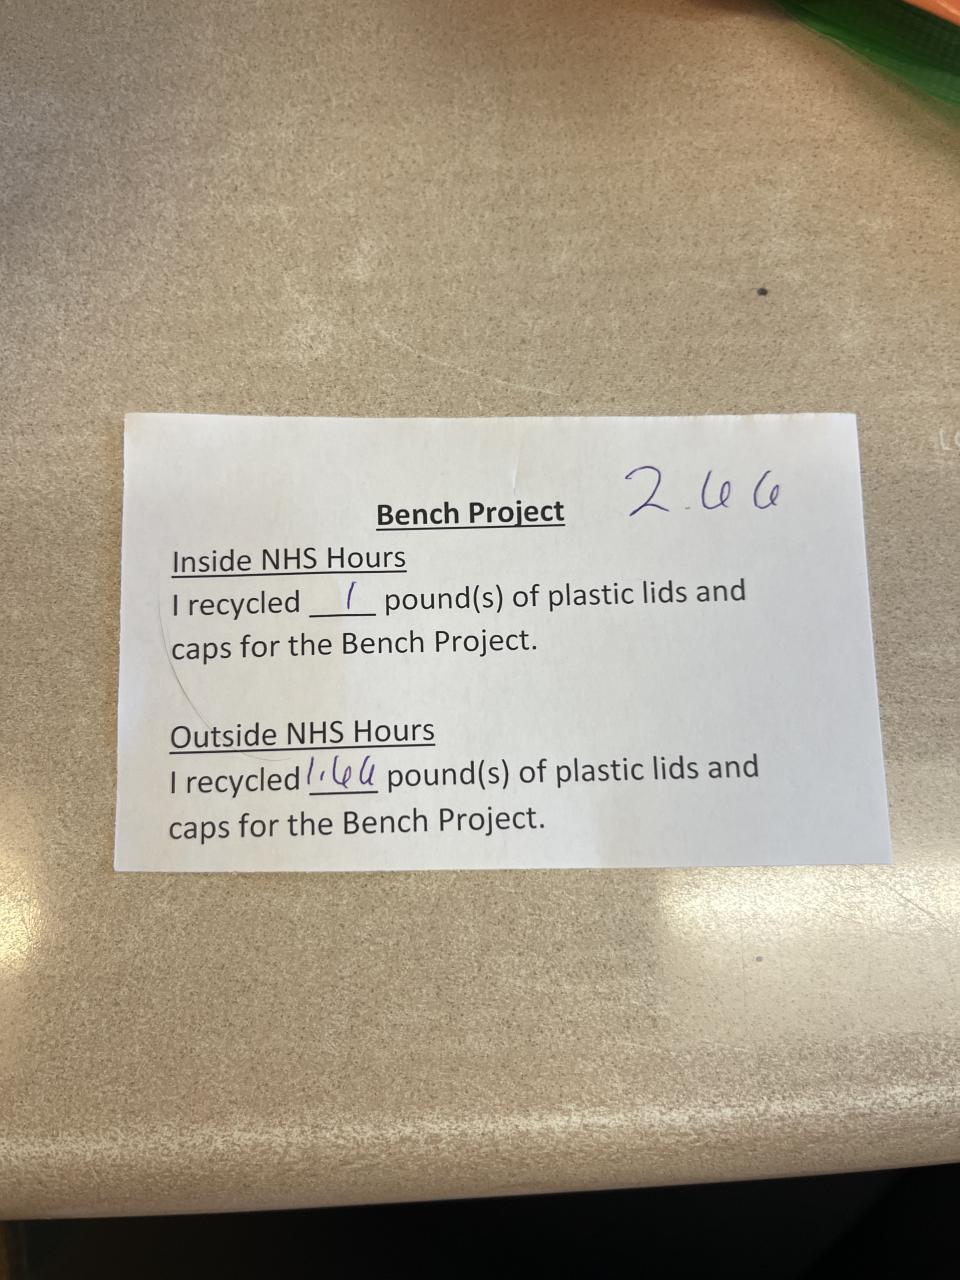 2.66
Bench Project
Inside NHS Hours
I recycled 1 pound(s) of plastic lids and
caps for the Bench Project.
Outside NHS Hours
I recycled 1.66 pound(s) of plastic lids and
caps for the Bench Project.